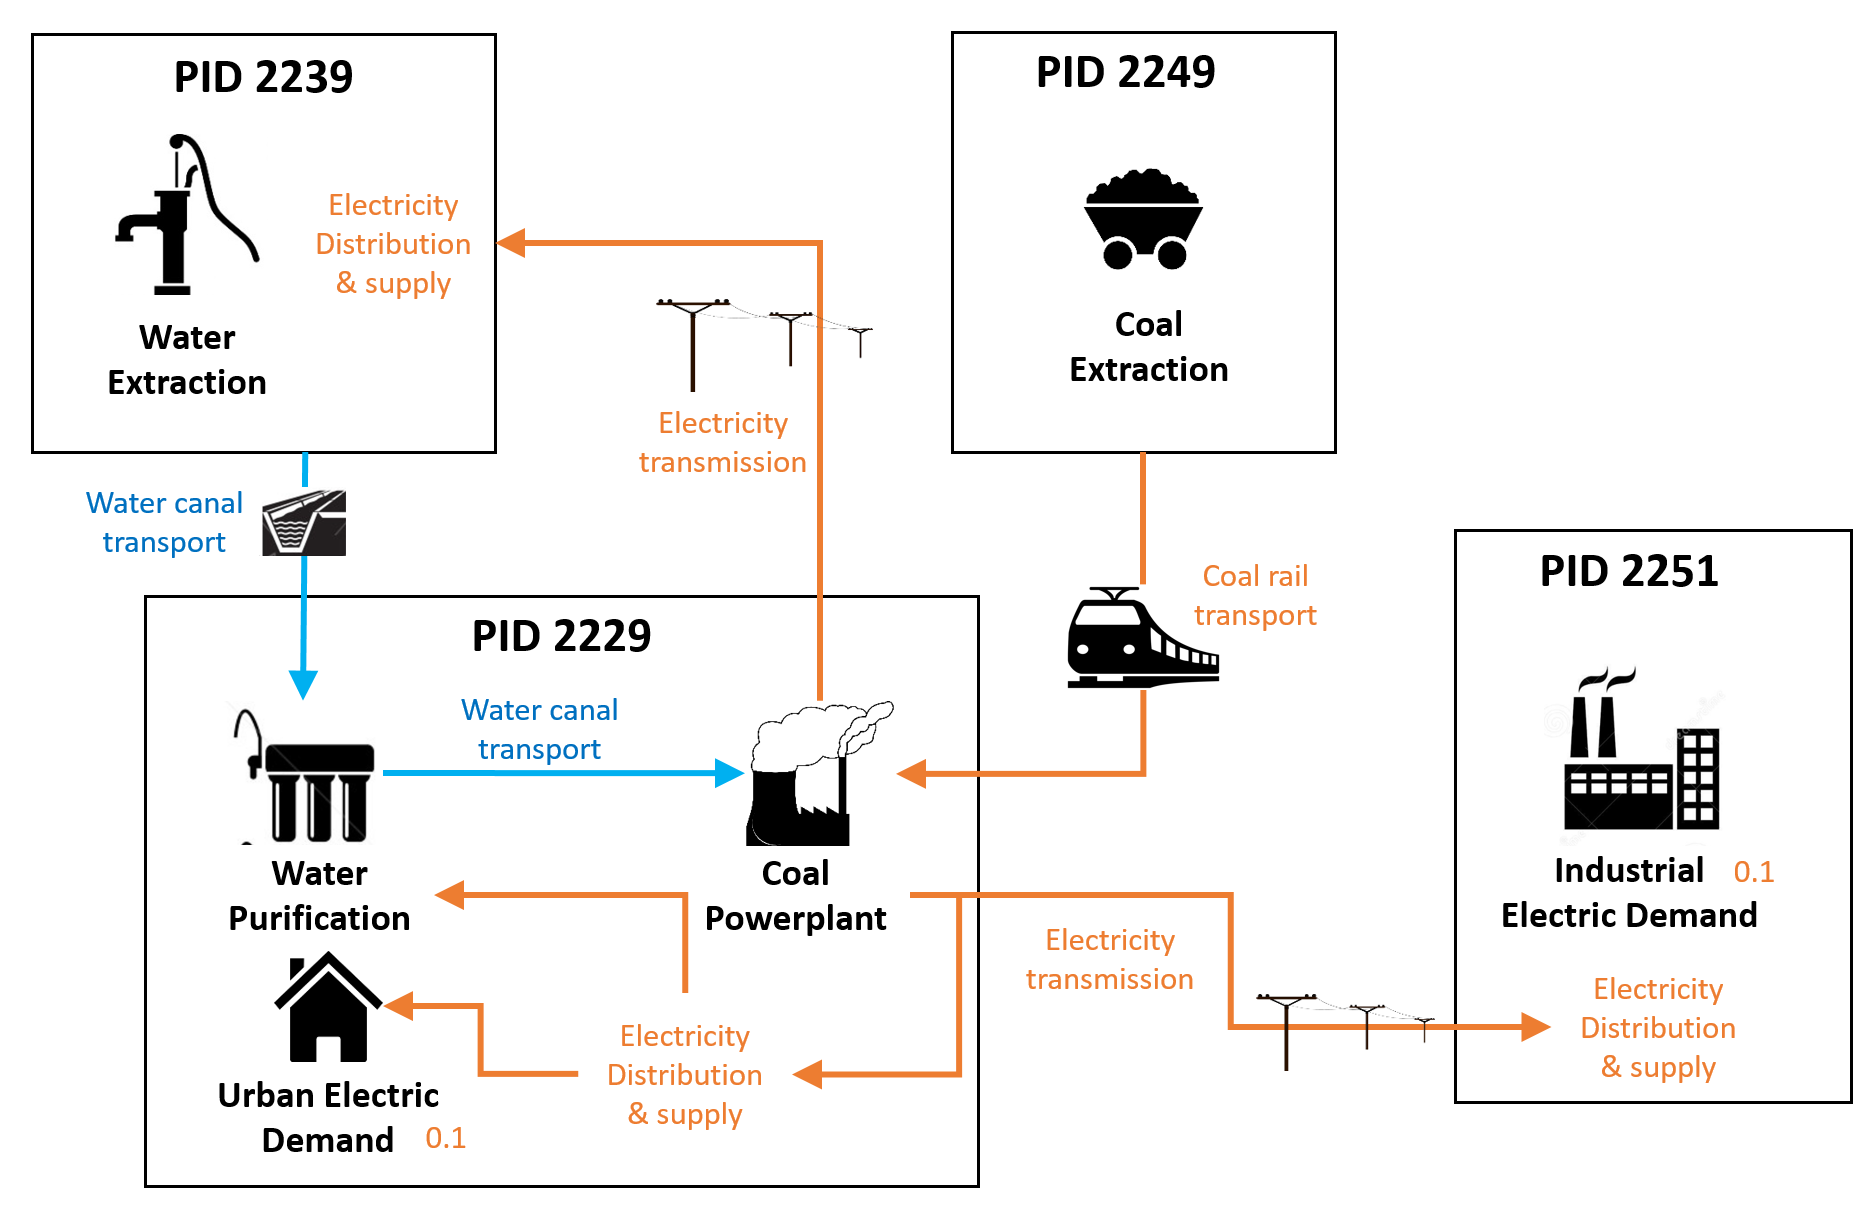 PID 2239
Electricity
Distribution
& supply
Water
Extraction
PID 2249
Coal
Extraction
Electricity
transmission
Water canal
transport
Coal rail
transport
PID 2251
Industrial 0.1
Electric Demand
Electricity
Distribution
& supply
PID 2229
Water canal
transport
Water
Purification
Coal
Powerplant
Electricity
transmission
Urban Electric
Demand 0.1
Electricity
Distribution
& supply